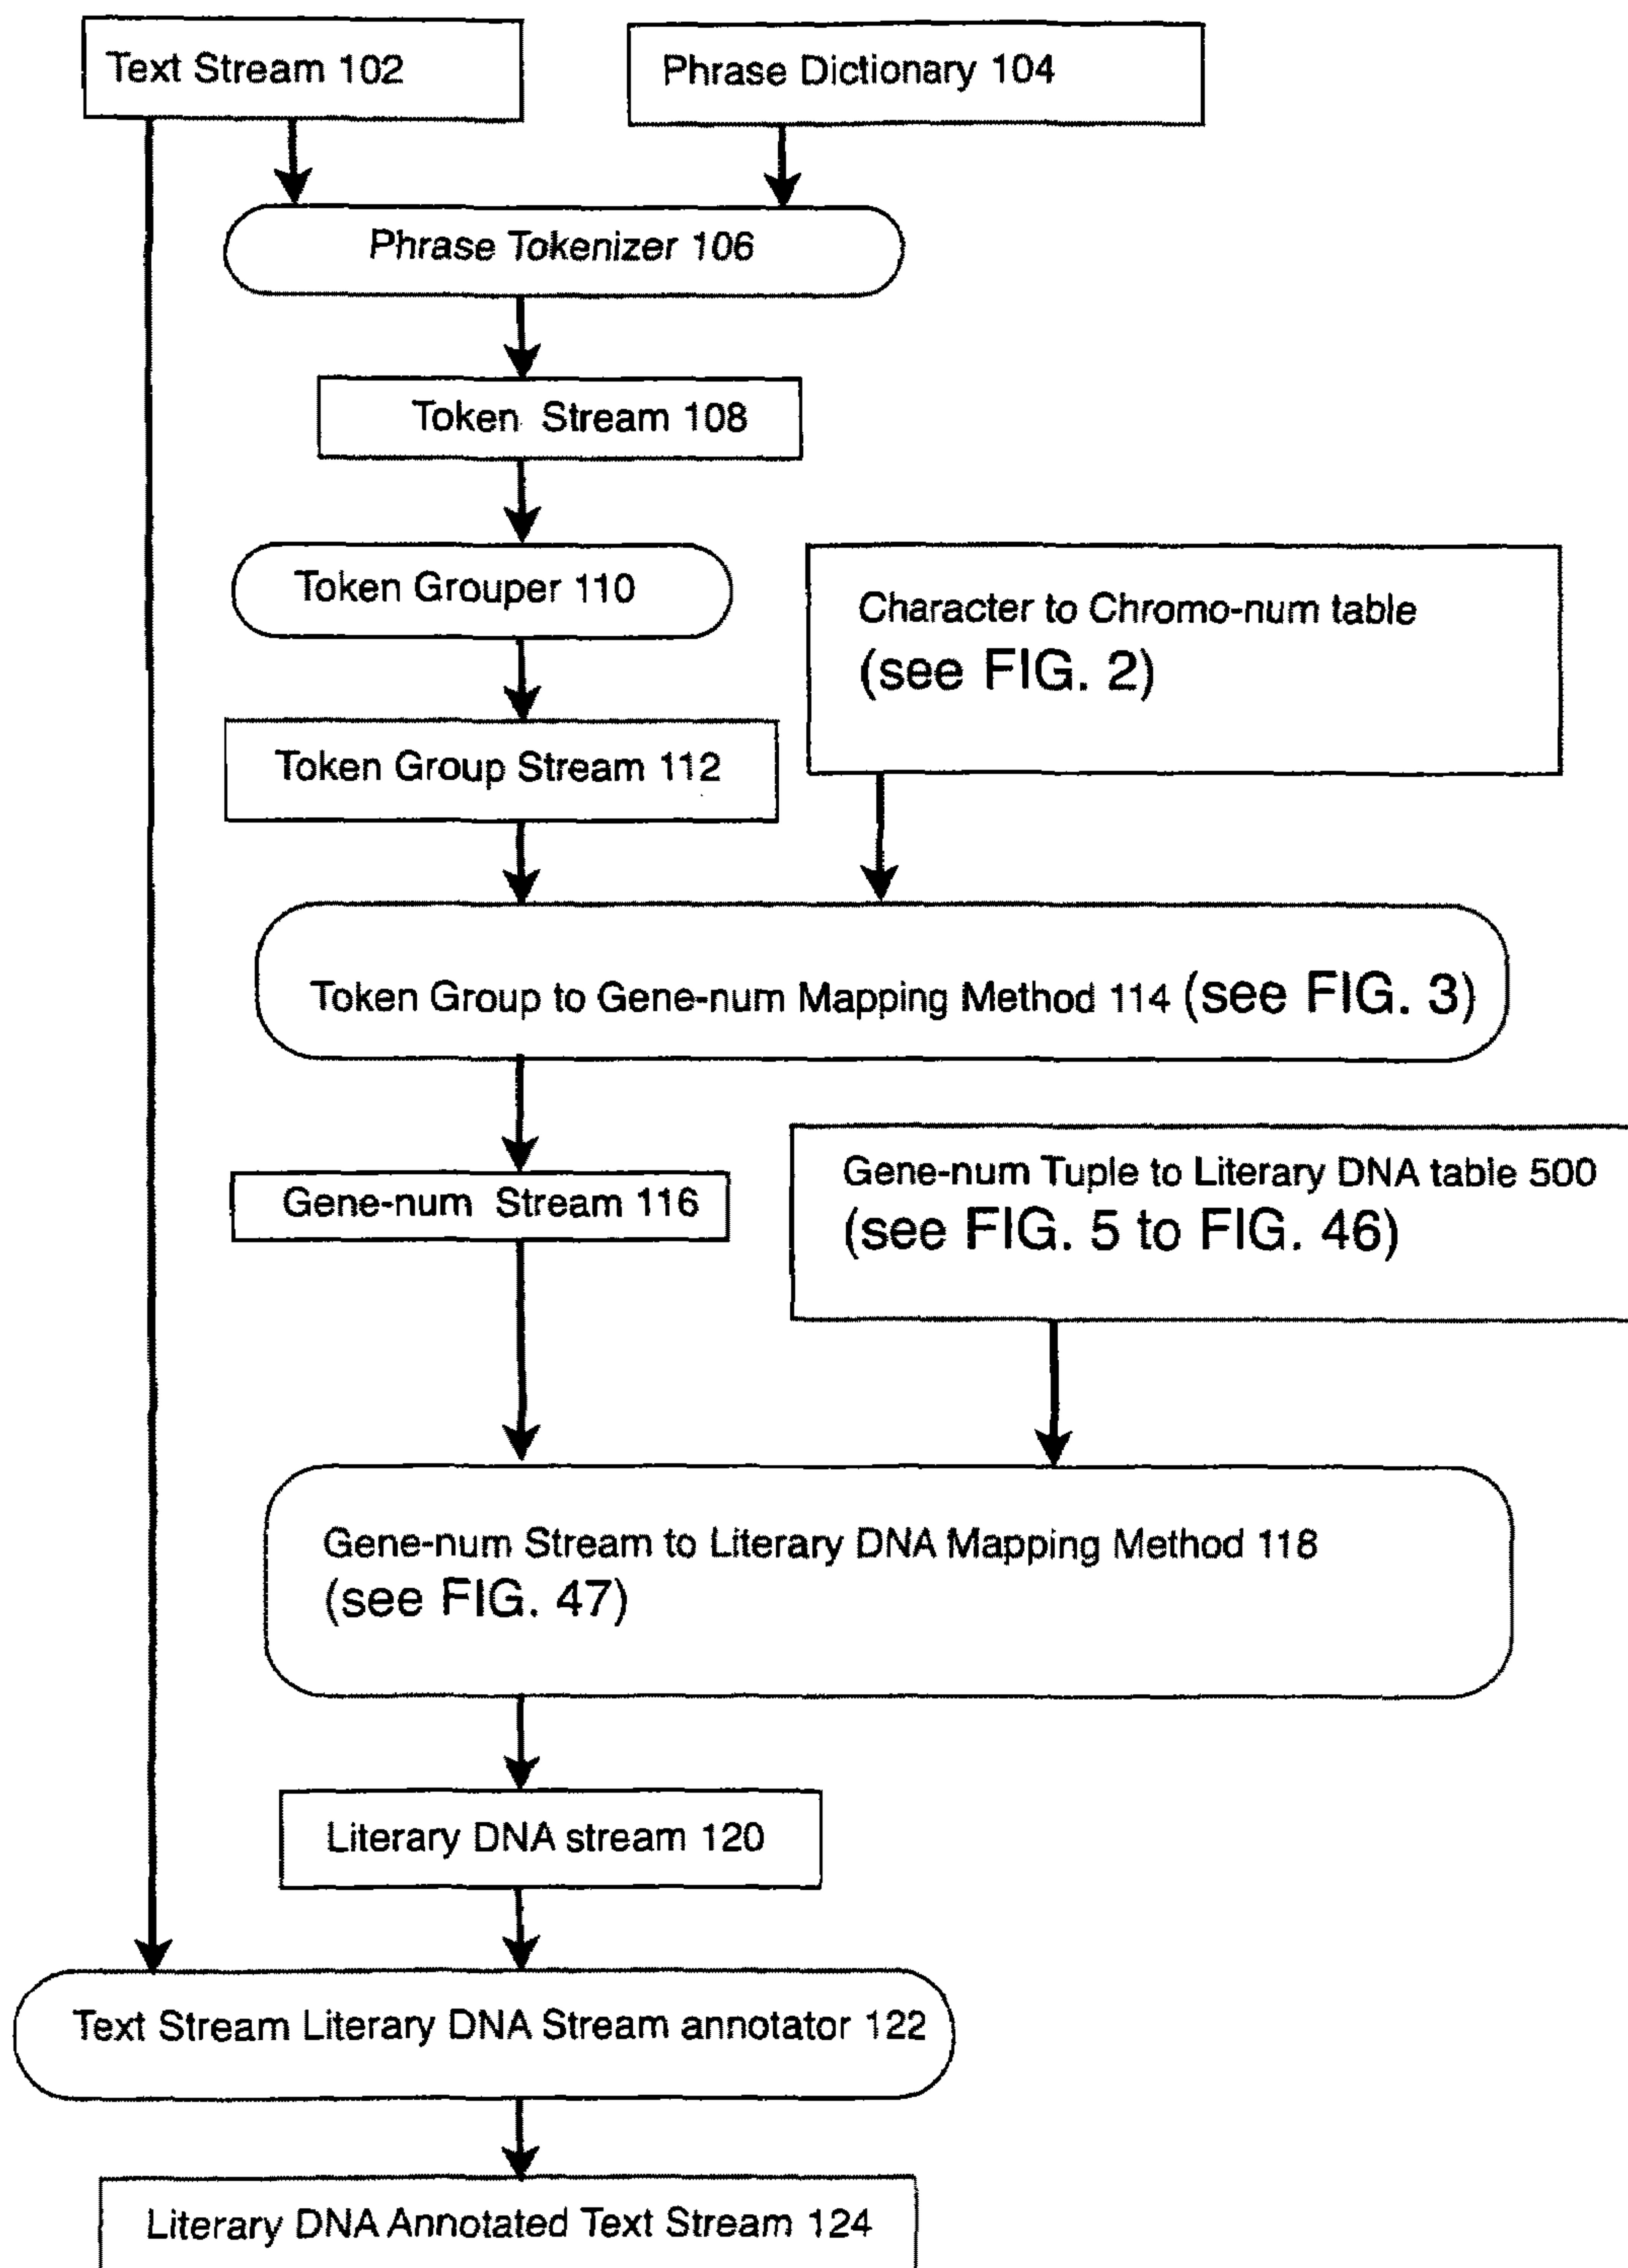 Text Stream 102
Phrase Dictionary 104
Phrase Tokenizer 106
Token Stream 108
Token Grouper 110
Character to Chromo-num table
(see FIG. 2)
Token Group Stream 112
Token Group to Gene-num Mapping Method 114 (see FIG. 3)
Gene-num Stream 116
Gene-num Tuple to Literary DNA table 500
(see FIG. 5 to FIG. 46)
Gene-num Stream to Literary DNA Mapping Method 118
(see FIG. 47)
Literary DNA stream 120
Text Stream Literary DNA Stream annotator 122
Literary DNA Annotated Text Stream 124